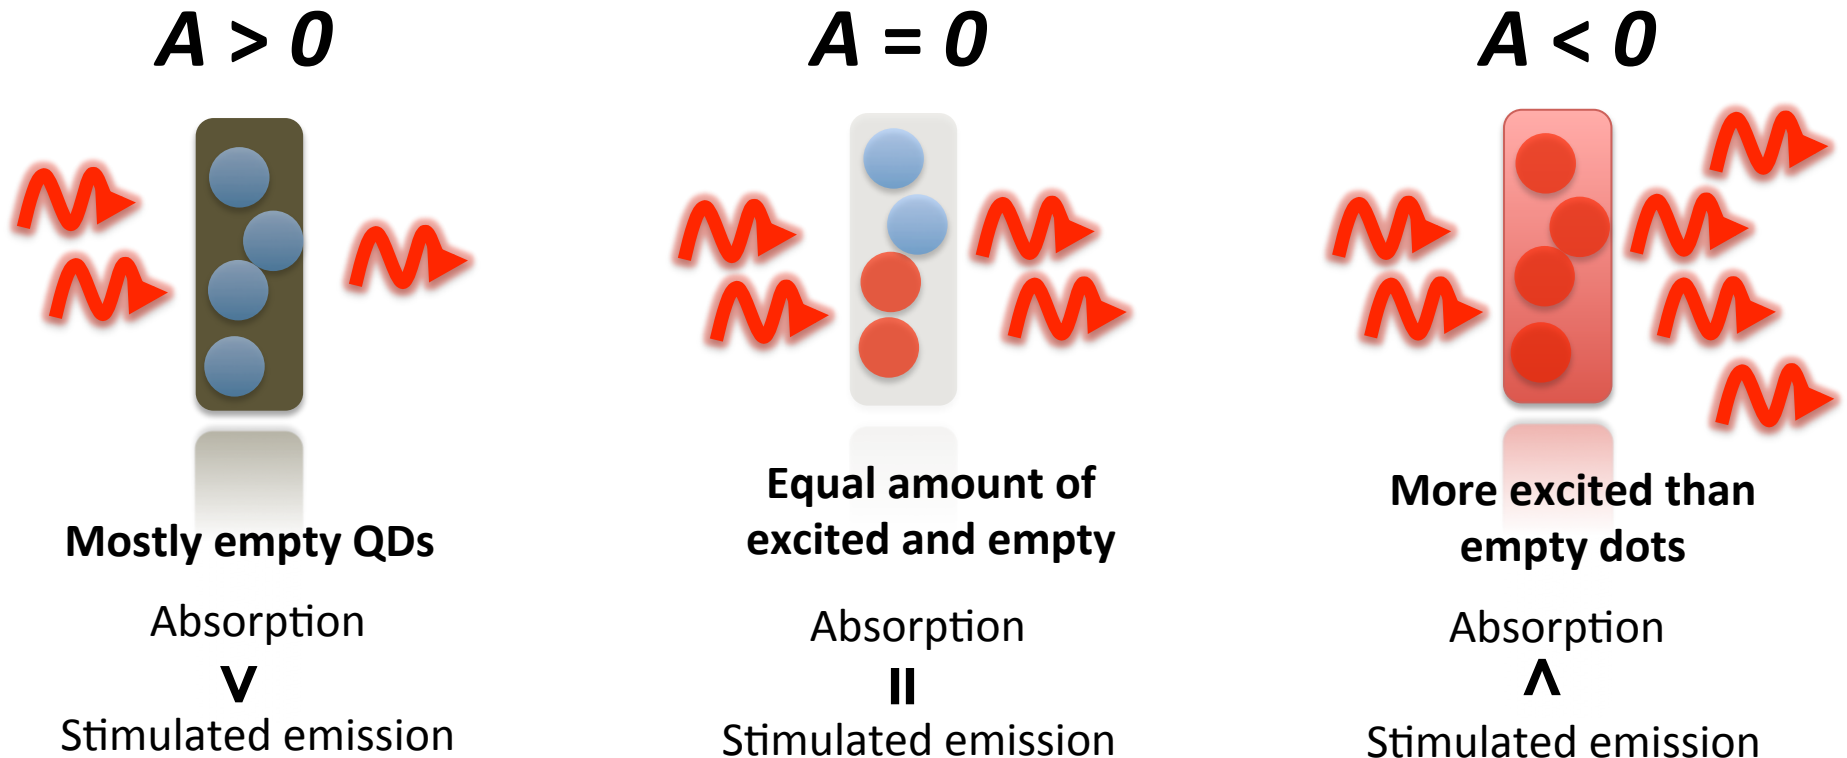 A > 0
Mostly empty QDs
Absorption
>
Stimulated emission
A = 0
Equal amount of
excited and empty
Absorption
=
Stimulated emission
A < 0
More excited than
empty dots
Absorption
<
Stimulated emission